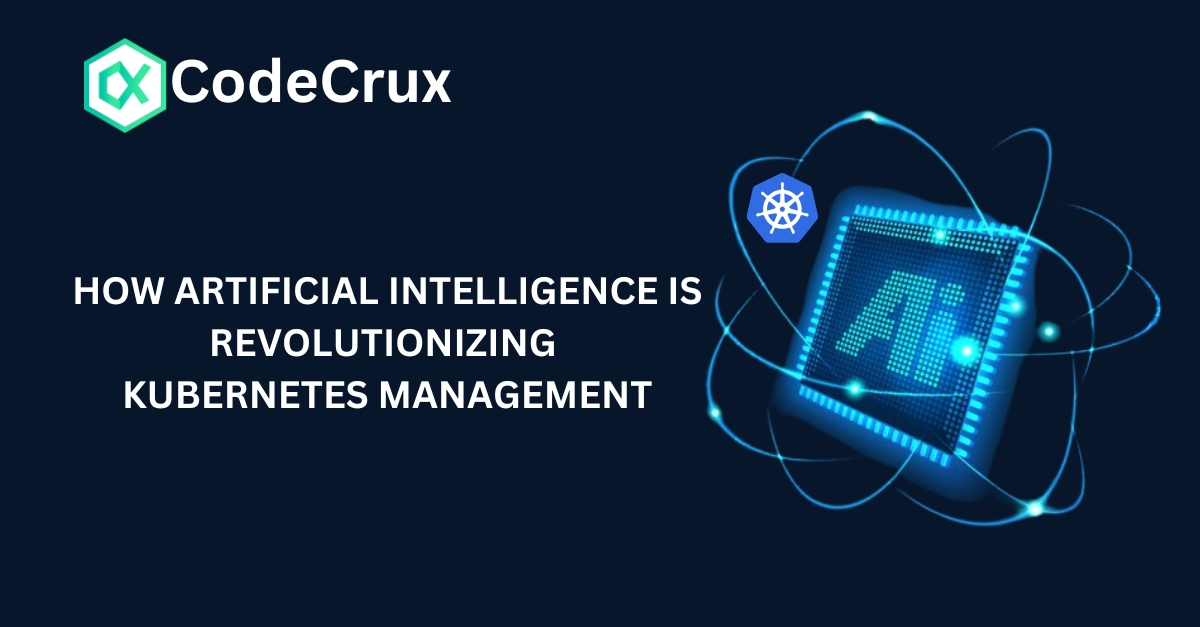 CodeCrux
HOW ARTIFICIAL INTELLIGENCE IS
REVOLUTIONIZING
KUBERNETES MANAGEMENT
Ai